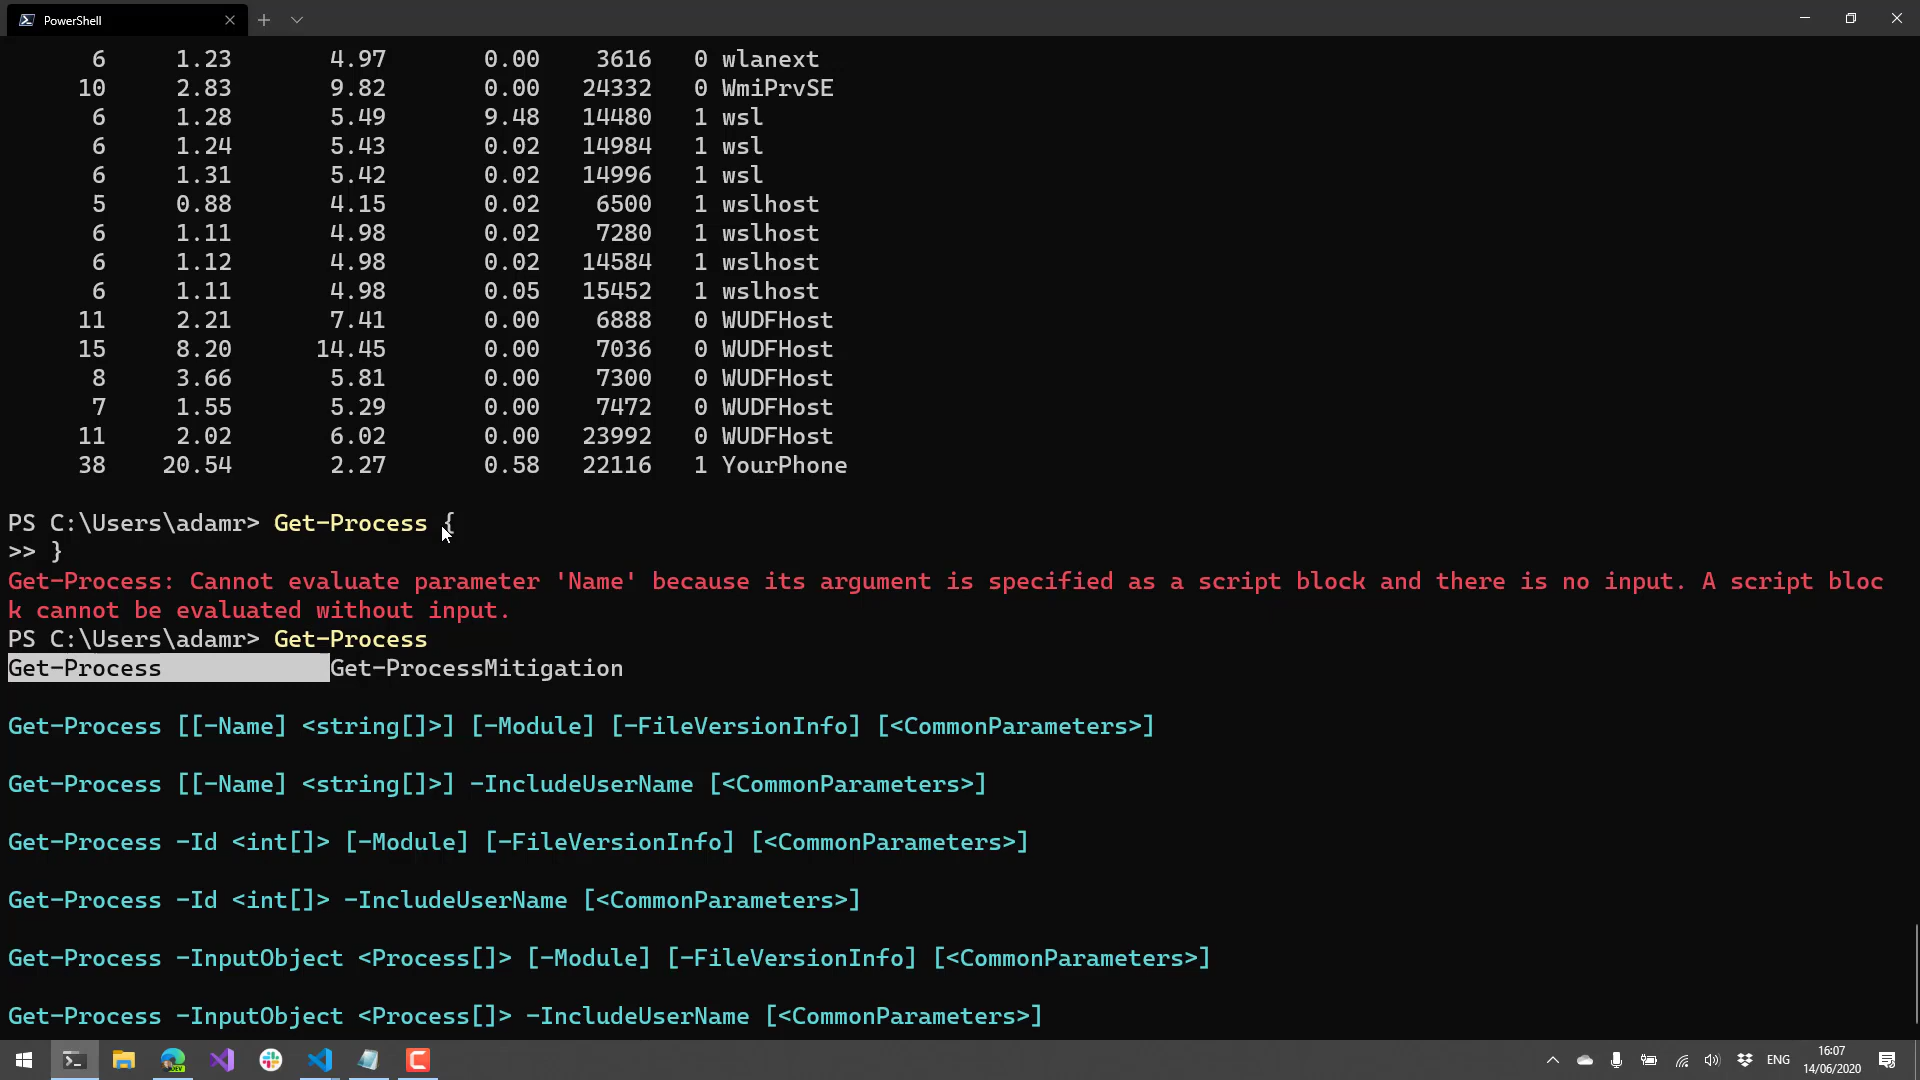 PowerShell
6 1.23 4.97 0.00 3616 0 wlanext
10 2.83 9.82 0.00 24332 0 WmiPrvSE
6 1.28 5.49 9.48 14480 1 wsl
6 1.24 5.43 0.02 14984 1 wsl
6 1.31 5.42 0.02 14996 1 wsl
5 0.88 4.15 0.02 6500 1 wslhost
6 1.11 4.98 0.02 7280 1 wslhost
6 1.12 4.98 0.02 14584 1 wslhost
6 1.11 4.98 0.05 15452 1 wslhost
11 2.21 7.41 0.00 6888 0 WUDFHost
15 8.20 14.45 0.00 7036 0 WUDFHost
8 3.66 5.81 0.00 7300 0 WUDFHost
7 1.55 5.29 0.00 7472 0 WUDFHost
11 2.02 6.02 0.00 23992 0 WUDFHost
38 20.54 2.27 0.58 22116 1 YourPhone
PS C:\Users\adamr> Get-Process {
>> }
Get-Process: Cannot evaluate parameter 'Name' because its argument is specified as a script block and there is no input. A script bloc
k cannot be evaluated without input.
PS C:\Users\adamr> Get-Process
Get-Process Get-ProcessMitigation
Get-Process [[-Name] <string[]>] [-Module] [-FileVersionInfo] [<CommonParameters>]
Get-Process [[-Name] <string[]>] -IncludeUserName [<CommonParameters>]
Get-Process -Id <int[]> [-Module] [-FileVersionInfo] [<CommonParameters>]
Get-Process -Id <int[]> -IncludeUserName [<CommonParameters>]
Get-Process -InputObject <Process[]> [-Module] [-FileVersionInfo] [<CommonParameters>]
Get-Process -InputObject <Process[]> -IncludeUserName [<CommonParameters>]
DEV
ENG
16:07
14/06/2020